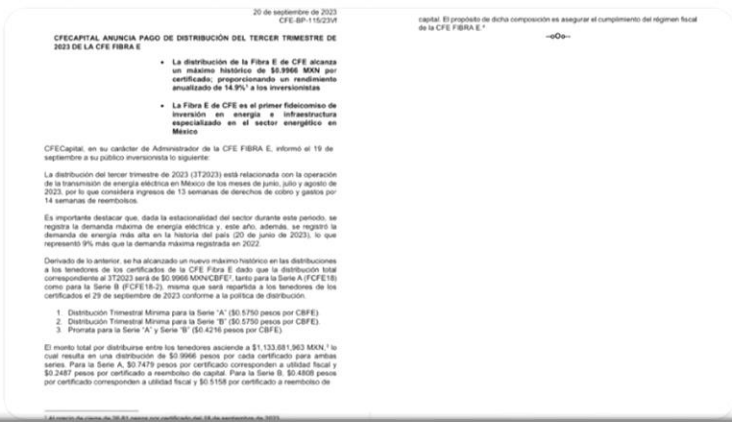 20 de septiembre de 2023
CFE-BP-115/23vf
CFECAPITAL ANUNCIA PAGO DE DISTRIBUCIÓN DEL TERCER TRIMESTRE DE
2023 DE LA CFE FIBRA E
• La distribución de la Fibra E de CFE alcanza
un máximo histórico de $0.9966 MXN por
certificado; proporcionando un rendimiento
anualizado de 14.9%¹ a los inversionistas
• La Fibra E de CFE es el primer fideicomiso de
inversión en energía e infraestructura
especializado en el sector energético en
México
CFECapital, en su carácter de Administrador de la CFE FIBRA E, informó el 19 de
septiembre a su público inversionista lo siguiente:
La distribución del tercer trimestre de 2023 (3T2023) está relacionada con la operación
de la transmisión de energía eléctrica en México de los meses de junio, julio y agosto de
2023, por lo que considera ingresos de 13 semanas de derechos de cobro y gastos por
14 semanas de reembolsos.
Es importante destacar que, dada la estacionalidad del sector durante este periodo, se
registra la demanda máxima de energía eléctrica y, este año, además, se registró la
demanda de energía más alta en la historia del país (20 de junio de 2023), lo que
representó 9% más que la demanda máxima registrada en 2022.
Derivado de lo anterior, se ha alcanzado un nuevo máximo histórico en las distribuciones
a los tenedores de los certificados de la CFE Fibra E dado que la distribución total
correspondiente al 3T2023 será de $0.9966 MXN/CBFE², tanto para la Serie A (FCFE18)
como para la Serie B (FCFE18-2), misma que será repartida a los tenedores de los
certificados el 29 de septiembre de 2023 conforme a la política de distribución.
1. Distribución Trimestral Mínima para la Serie "A" ($0.5750 pesos por CBFE)
2. Distribución Trimestral Mínima para la Serie "B" ($0.5750 pesos por CBFE)
3. Prorrata para la Serie "A" y Serie "B" ($0.4216 pesos por CBFE)
El monto total por distribuirse entre los tenedores asciende a $1,133,681,963 MXN,³ lo
cual resulta en una distribución de $0.9966 pesos por cada certificado para ambas
series. Para la Serie A, $0.7479 pesos por certificado corresponden a utilidad fiscal y
$0.2487 pesos por certificado a reembolso de capital. Para la Serie B, $0.4808 pesos
por certificado corresponden a utilidad fiscal y $0.5158 por certificado a reembolso de
capital. El propósito de dicha composición es asegurar el cumplimiento del régimen fiscal
de la CFE FIBRA E.⁴
--oOo--